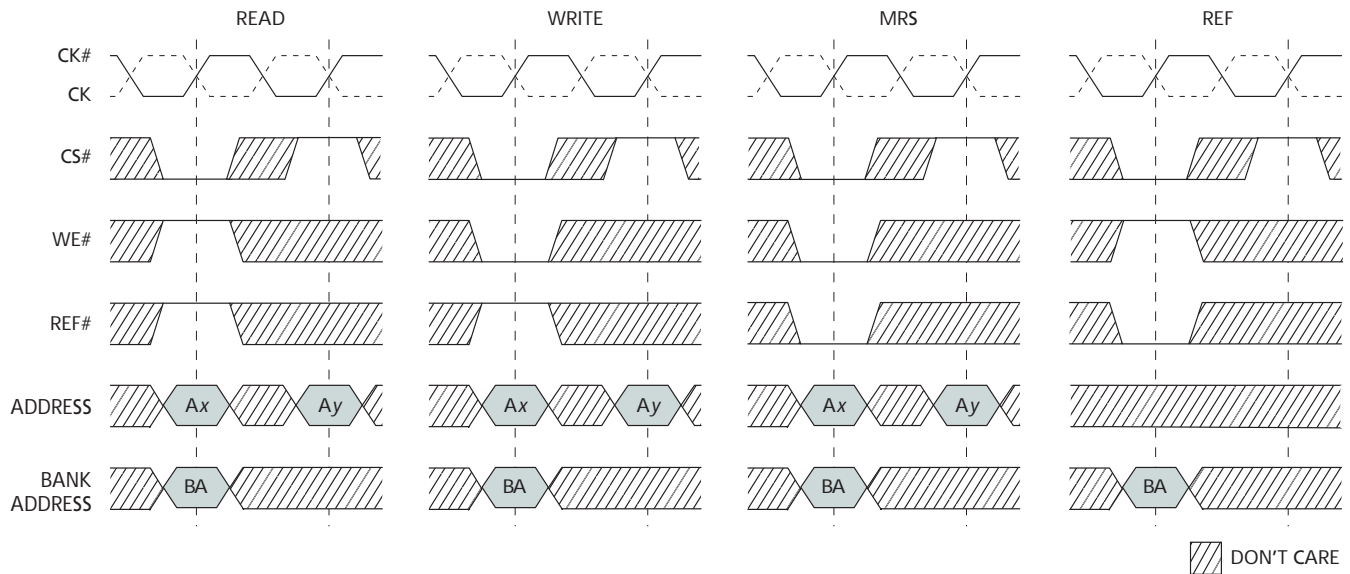 READ WRITE MRS REF
CK#
CK
CS#
WE#
REF#
ADDRESS Ax Ay Ax Ay Ax Ay
BANK
ADDRESS BA BA BA BA
DON'T CARE